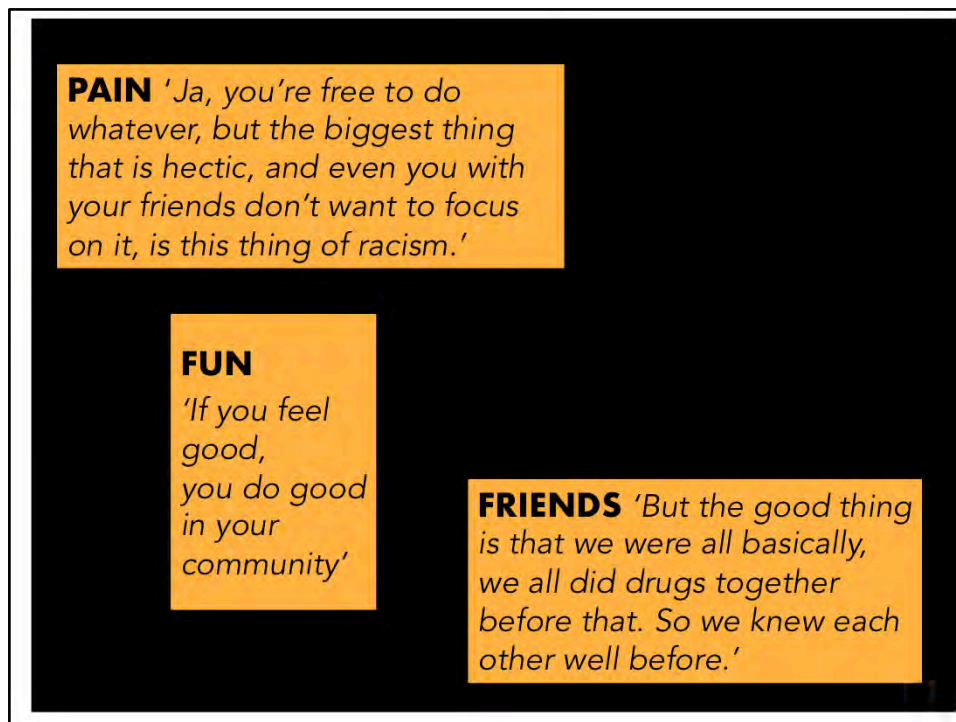 PAIN ‘Ja, you’re free to do
whatever, but the biggest thing
that is hectic, and even you with
your friends don’t want to focus
on it, is this thing of racism.’
FUN
‘If you feel
good,
you do good
in your
community’
FRIENDS ‘But the good thing
is that we were all basically,
we all did drugs together
before that. So we knew each
other well before.’